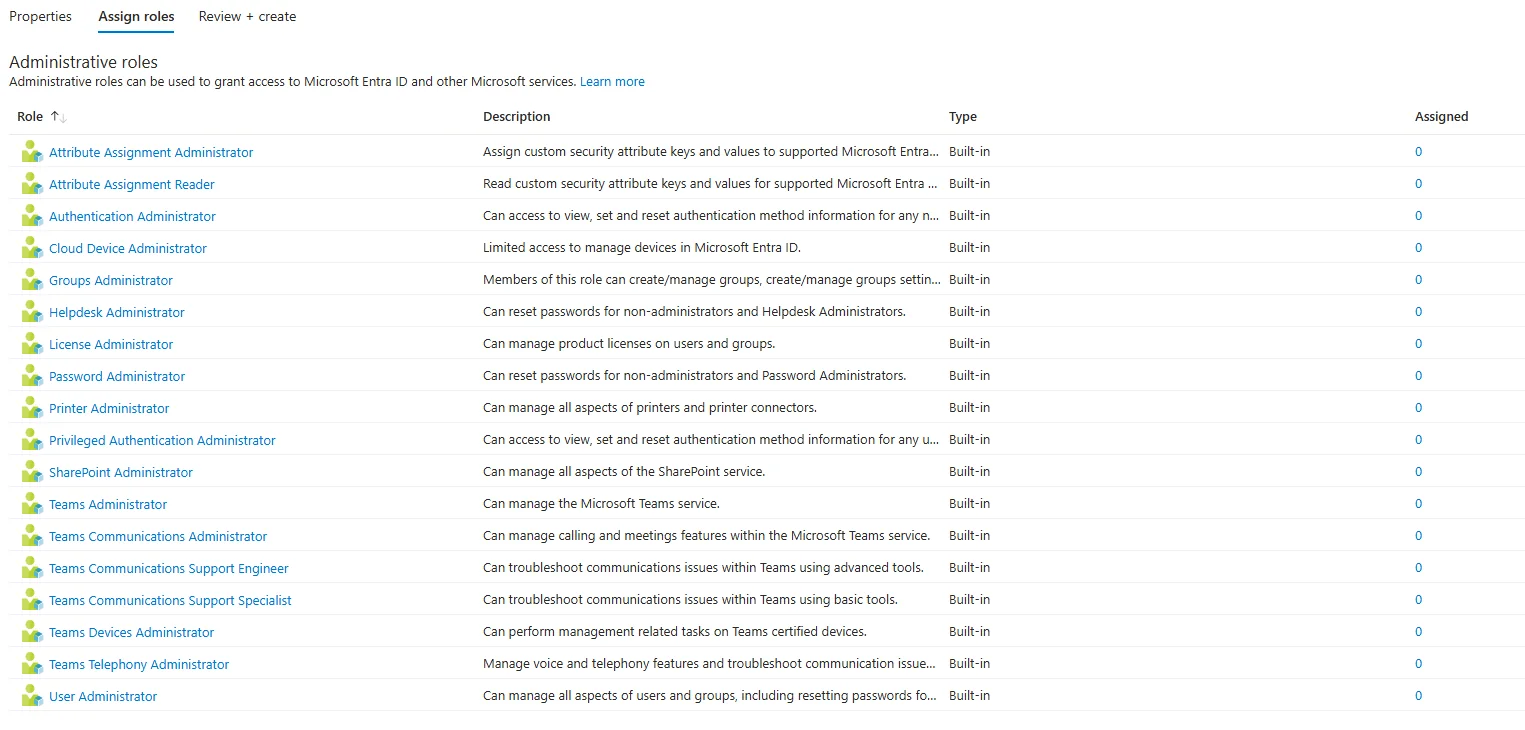 Properties Assign roles Review + create
Administrative roles
Administrative roles can be used to grant access to Microsoft Entra ID and other Microsoft services. Learn more
Role ↑↓ Description Type Assigned
Attribute Assignment Administrator Assign custom security attribute keys and values to supported Microsoft Entra... Built-in 0
Attribute Assignment Reader Read custom security attribute keys and values for supported Microsoft Entra ... Built-in 0
Authentication Administrator Can access to view, set and reset authentication method information for any n... Built-in 0
Cloud Device Administrator Limited access to manage devices in Microsoft Entra ID. Built-in 0
Groups Administrator Members of this role can create/manage groups, create/manage groups settin... Built-in 0
Helpdesk Administrator Can reset passwords for non-administrators and Helpdesk Administrators. Built-in 0
License Administrator Can manage product licenses on users and groups. Built-in 0
Password Administrator Can reset passwords for non-administrators and Password Administrators. Built-in 0
Printer Administrator Can manage all aspects of printers and printer connectors. Built-in 0
Privileged Authentication Administrator Can access to view, set and reset authentication method information for any u... Built-in 0
SharePoint Administrator Can manage all aspects of the SharePoint service. Built-in 0
Teams Administrator Can manage the Microsoft Teams service. Built-in 0
Teams Communications Administrator Can manage calling and meetings features within the Microsoft Teams service. Built-in 0
Teams Communications Support Engineer Can troubleshoot communications issues within Teams using advanced tools. Built-in 0
Teams Communications Support Specialist Can troubleshoot communications issues within Teams using basic tools. Built-in 0
Teams Devices Administrator Can perform management related tasks on Teams certified devices. Built-in 0
Teams Telephony Administrator Manage voice and telephony features and troubleshoot communication issue... Built-in 0
User Administrator Can manage all aspects of users and groups, including resetting passwords fo... Built-in 0